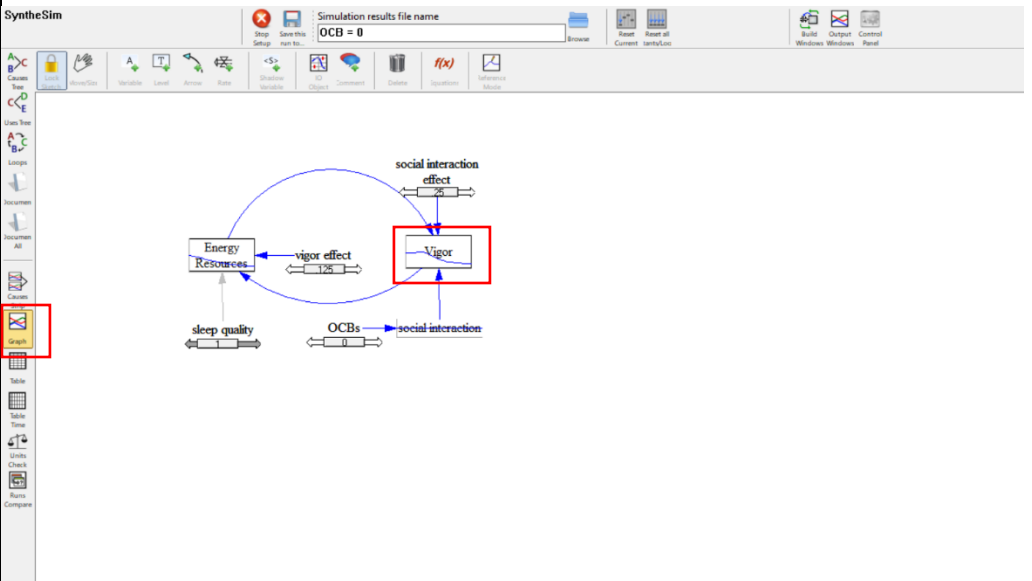 SyntheSim
Stop
Setup
Save this
run to...
Simulation results file name
OCB = 0
Browse
Reset
Current
Reset all
tants/Loo
Build
Windows
Output
Windows
Control
Panel
A
B
C
Causes
Tree
Lock
Sketch
Move/Size
A
Variable
T
Level
Arrow
Rate
<S>
Shadow
Variable
IO
Object
Comment
Delete
f(x)
Equations
Reference
Mode
C
D
E
Uses Tree
A
B
C
Loops
Documen
Documen
All
Causes
Strip
Graph
Table
Table
Time
Units
Check
Runs
Compare
social interaction
effect
.25
Energy
Resources
vigor effect
.125
Vigor
sleep quality
1
OCBs
0
social interaction